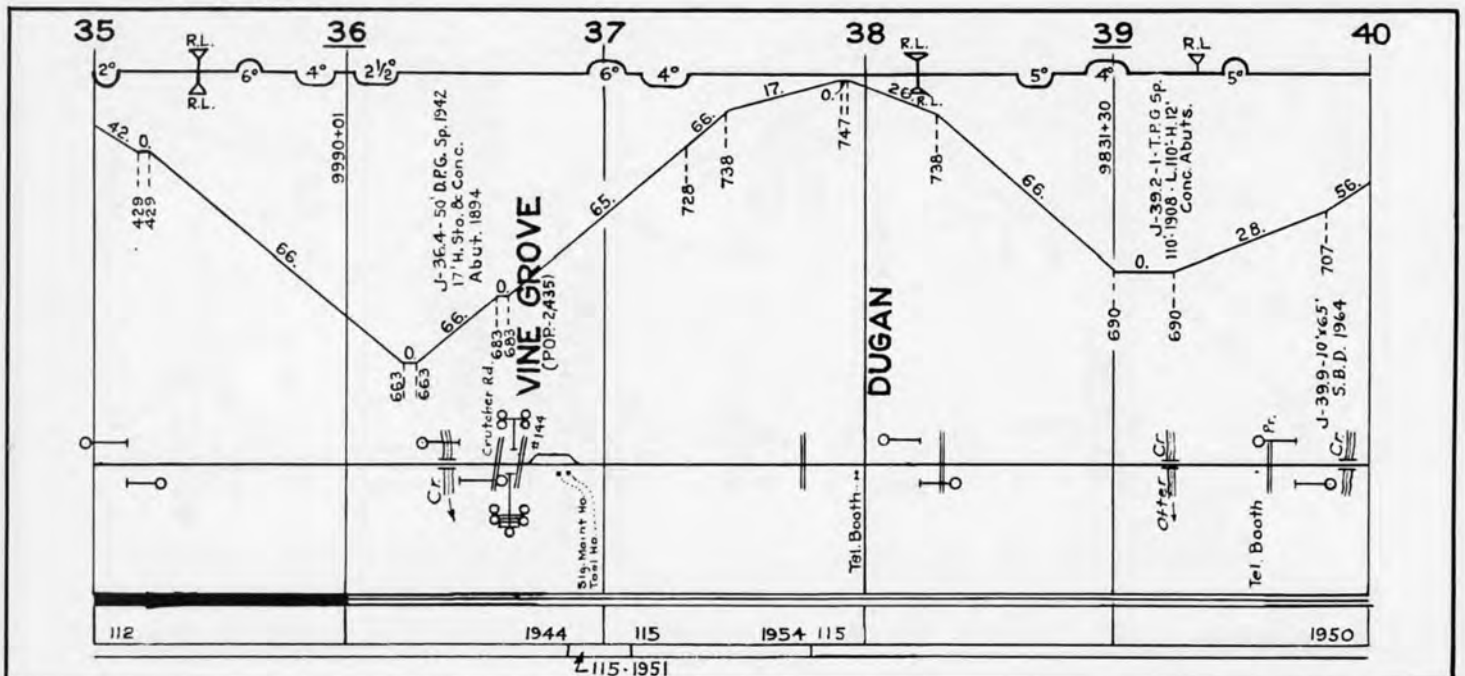 35 36 37 38 39 40
R.L. R.L. R.L.
2° 6° 4° 2½° 6° 4° 5° 4° 5°
R.L. R.L.
42. 0. 66. 0. 66. 0. 65. 66. 17. 0. 26. 66. 0. 28. 56.
429
429
9990+01
663 663
J-36.4-50' D.P.G. Sp. 1942
17' H. Sto. & Conc.
Abut. 1894
683
683
VINE GROVE
(POP.-2,435)
728
738
747
738
DUGAN
9831+30
690
690
J-39.2-1-T.P.G Sp.
110'-1908-L.110'-H.12'
Conc. Abuts.
707
J-39.9-10'x6.5'
S.B.D. 1964
Crutcher Rd.
#144
Cr.
Sig. Maint Ho.
Tool Ho.
Tel. Booth
Otter Cr.
Tel. Booth
Pr.
Cr.
112 1944 115 1954 115 1950
115-1951